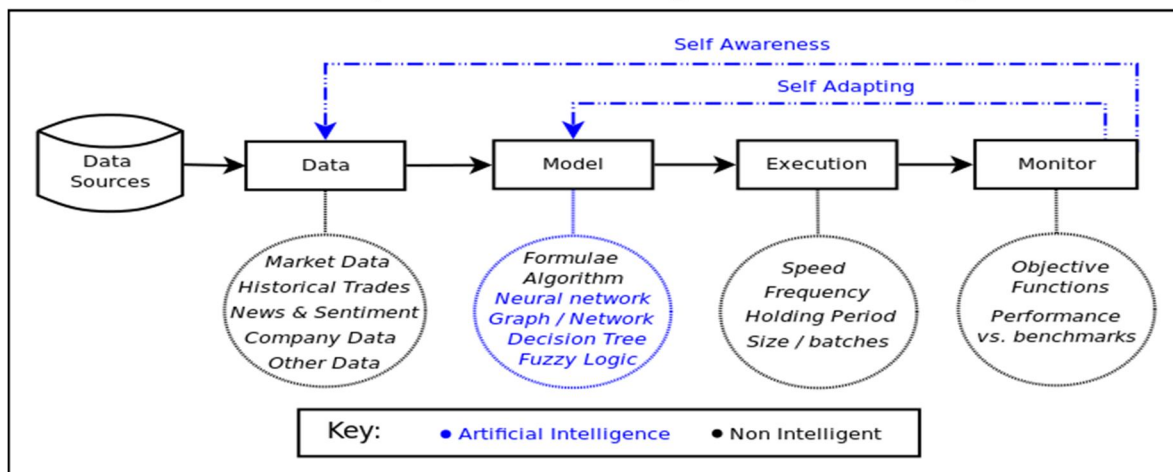 Self Awareness
Self Adapting
Data
Sources
Data
Model
Execution
Monitor
Market Data
Historical Trades
News & Sentiment
Company Data
Other Data
Formulae
Algorithm
Neural network
Graph / Network
Decision Tree
Fuzzy Logic
Speed
Frequency
Holding Period
Size / batches
Objective
Functions
Performance
vs. benchmarks
Key:
Artificial Intelligence
Non Intelligent